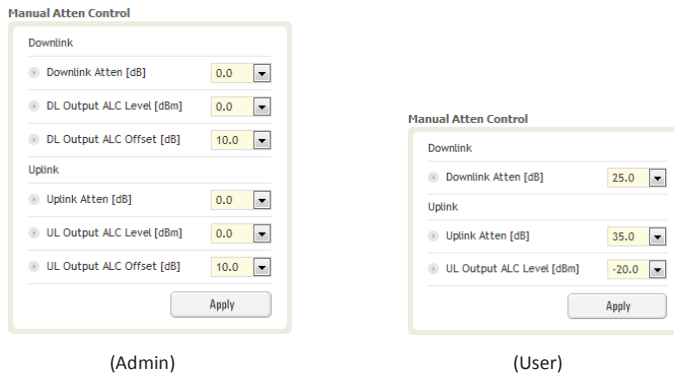 Manual Atten Control
Downlink
Downlink Atten [dB] 0.0
DL Output ALC Level [dBm] 0.0
DL Output ALC Offset [dB] 10.0
Uplink
Uplink Atten [dB] 0.0
UL Output ALC Level [dBm] 0.0
UL Output ALC Offset [dB] 10.0
Apply
(Admin)
Manual Atten Control
Downlink
Downlink Atten [dB] 25.0
Uplink
Uplink Atten [dB] 35.0
UL Output ALC Level [dBm] -20.0
Apply
(User)